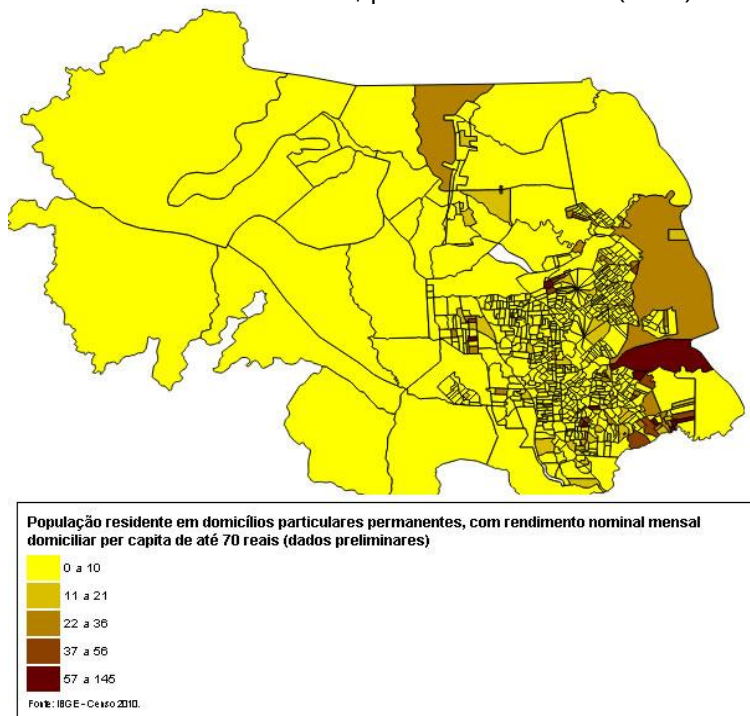 População residente em domicílios particulares permanentes, com rendimento nominal mensal
domiciliar per capita de até 70 reais (dados preliminares)
0 a 10
11 a 21
22 a 36
37 a 56
57 a 145
Fonte: IBGE - Censo 2010.